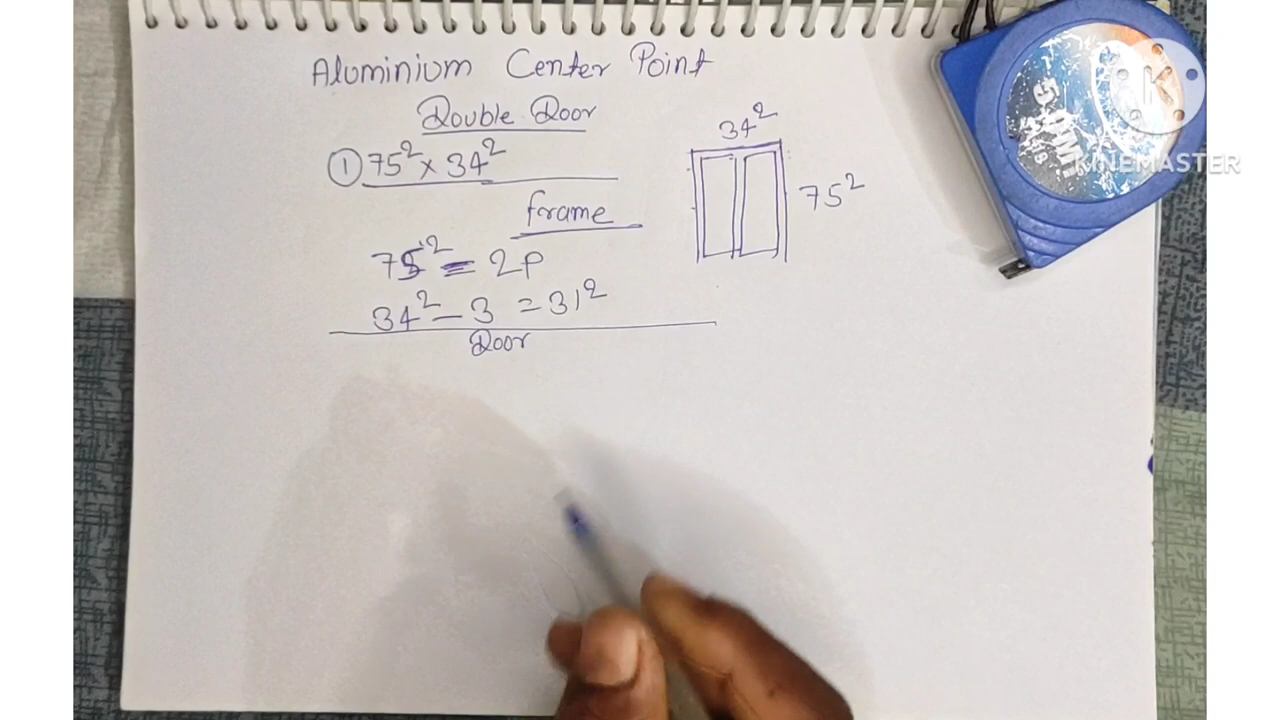 Aluminium Center Point
Double Door
① 75² x 34²
34²
75²
frame
75² = 2P
34² - 3 = 31²
Door
KINEMASTER